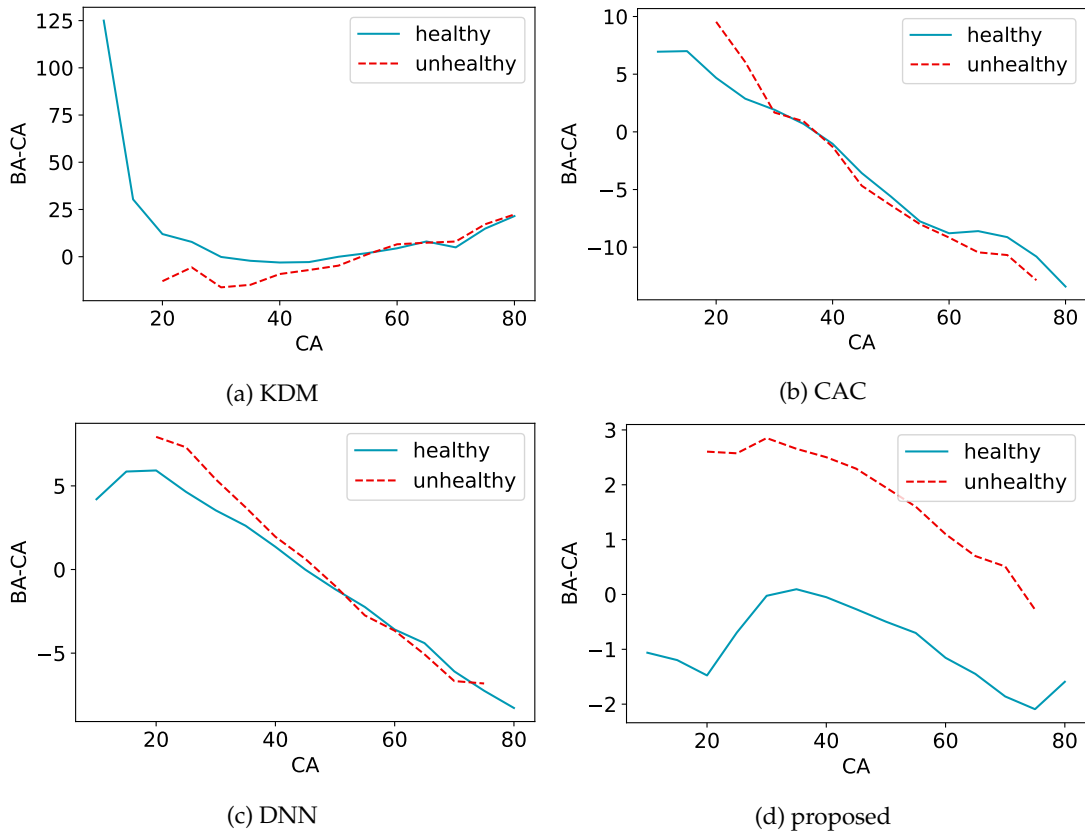 125
100
75
50
25
0
BA-CA
20
40
60
80
CA
healthy
unhealthy
(a) KDM
10
5
0
−5
−10
BA-CA
20
40
60
80
CA
healthy
unhealthy
(b) CAC
5
0
−5
BA-CA
20
40
60
80
CA
healthy
unhealthy
(c) DNN
3
2
1
0
−1
−2
BA-CA
20
40
60
80
CA
healthy
unhealthy
(d) proposed